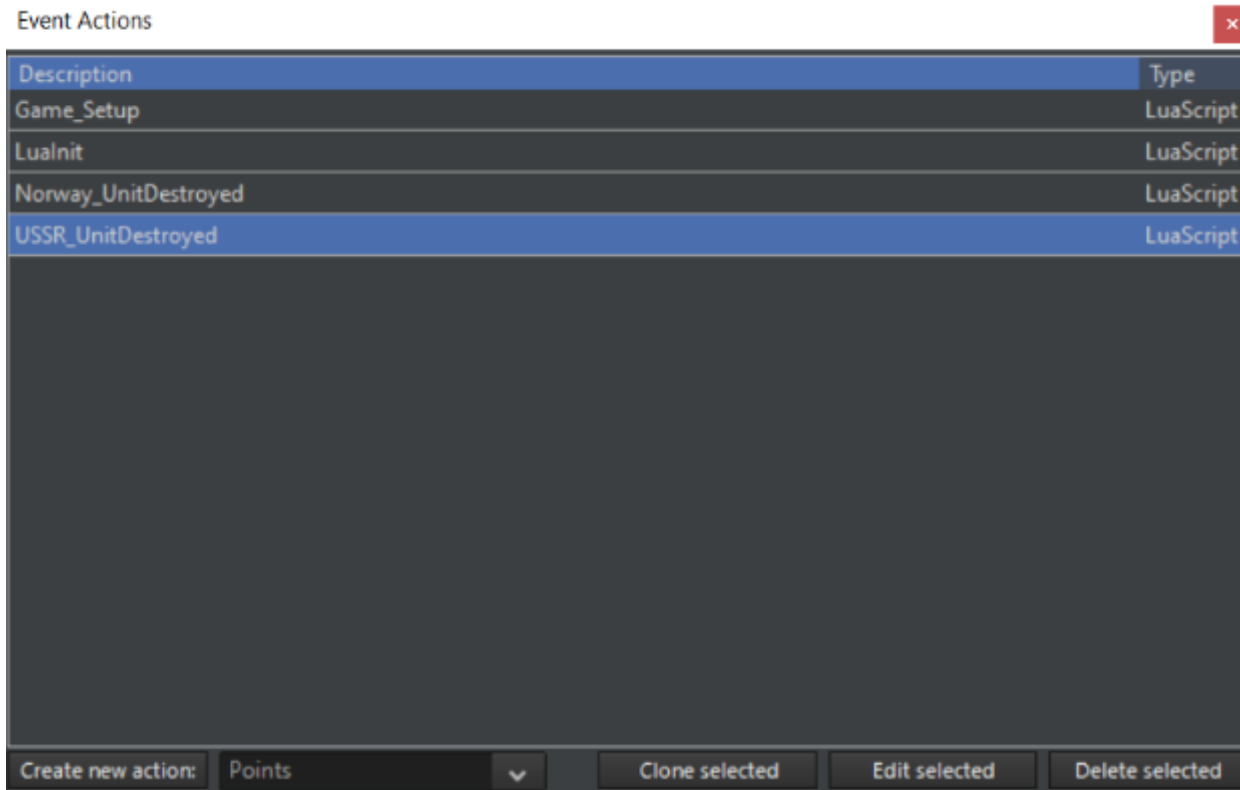 Event Actions
Description Type
Game_Setup LuaScript
LuaInit LuaScript
Norway_UnitDestroyed LuaScript
USSR_UnitDestroyed LuaScript
Create new action: Points Clone selected Edit selected Delete selected